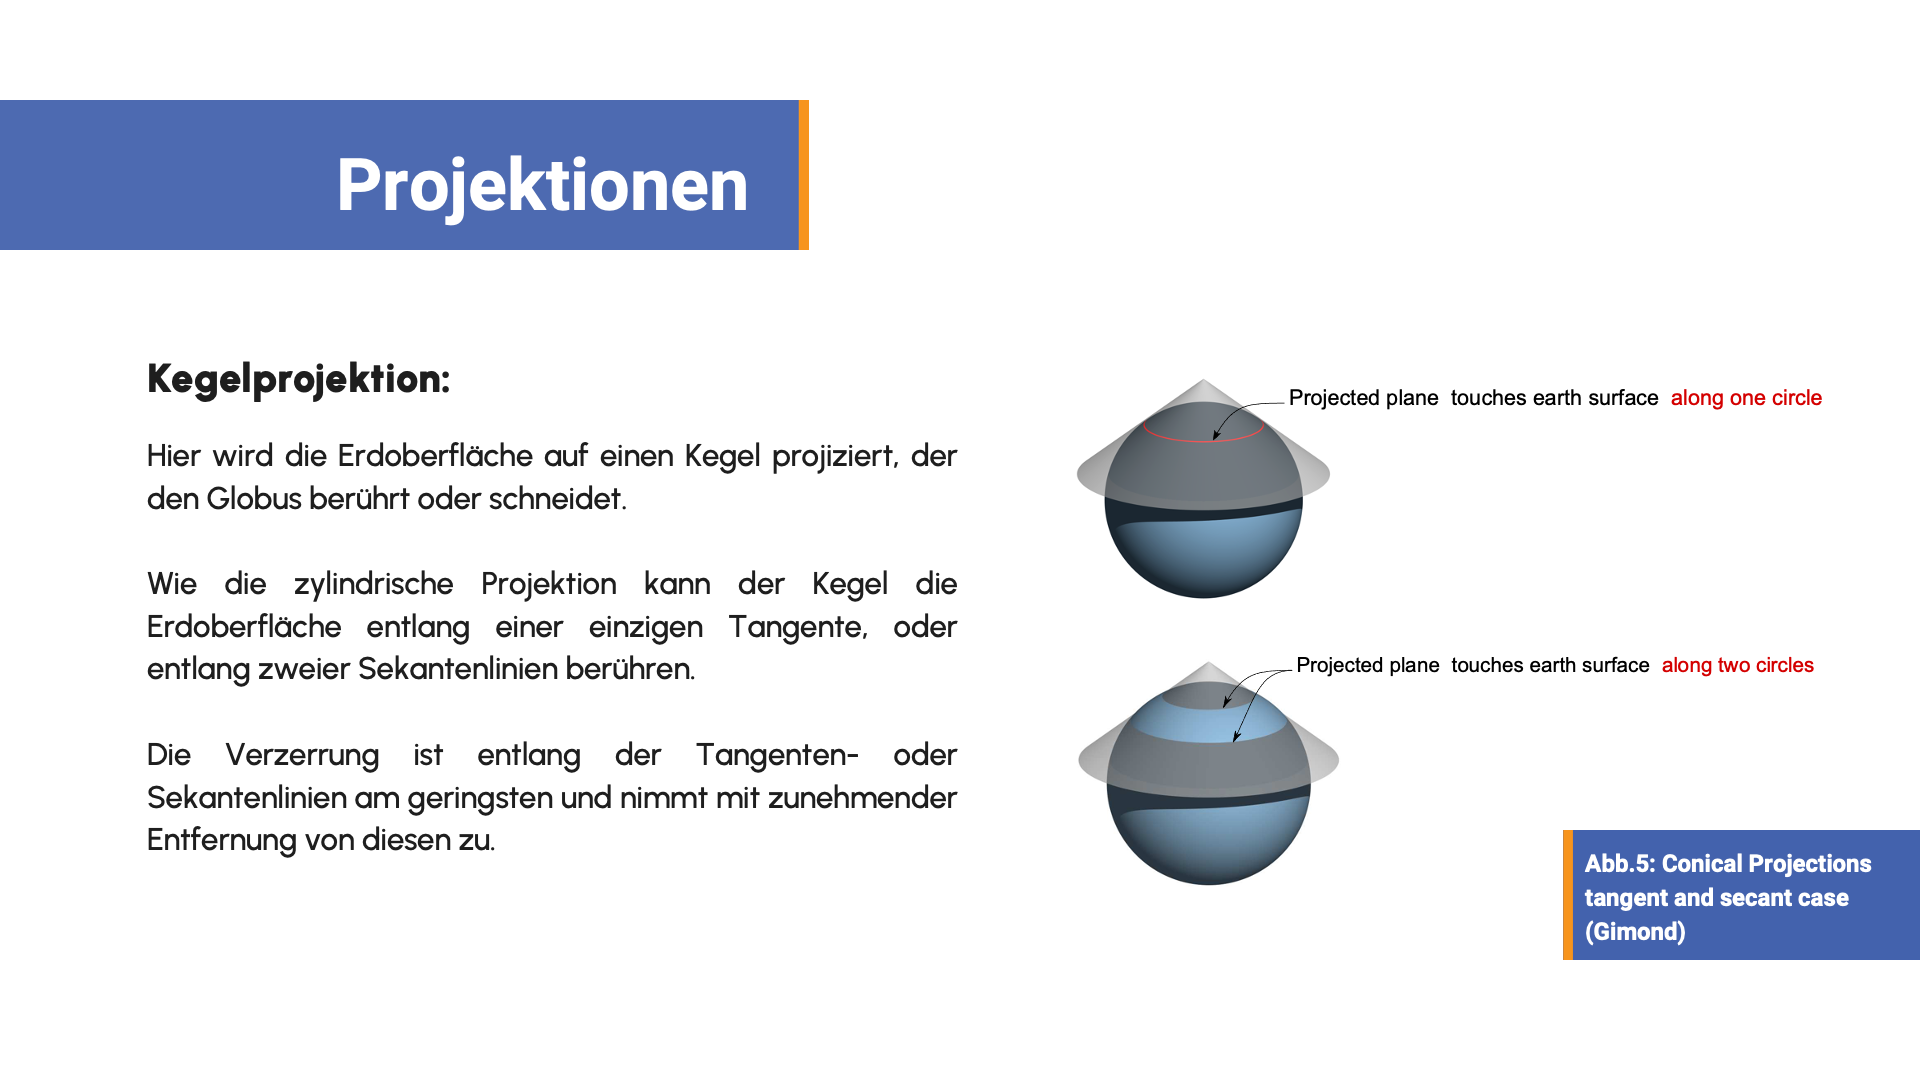 Projektionen
Kegelprojektion:
Hier wird die Erdoberfläche auf einen Kegel projiziert, der
den Globus berührt oder schneidet.
Wie die zylindrische Projektion kann der Kegel die
Erdoberfläche entlang einer einzigen Tangente, oder
entlang zweier Sekantenlinien berühren.
Die Verzerrung ist entlang der Tangenten- oder
Sekantenlinien am geringsten und nimmt mit zunehmender
Entfernung von diesen zu.
Projected plane touches earth surface along one circle
Projected plane touches earth surface along two circles
Abb.5: Conical Projections
tangent and secant case
(Gimond)